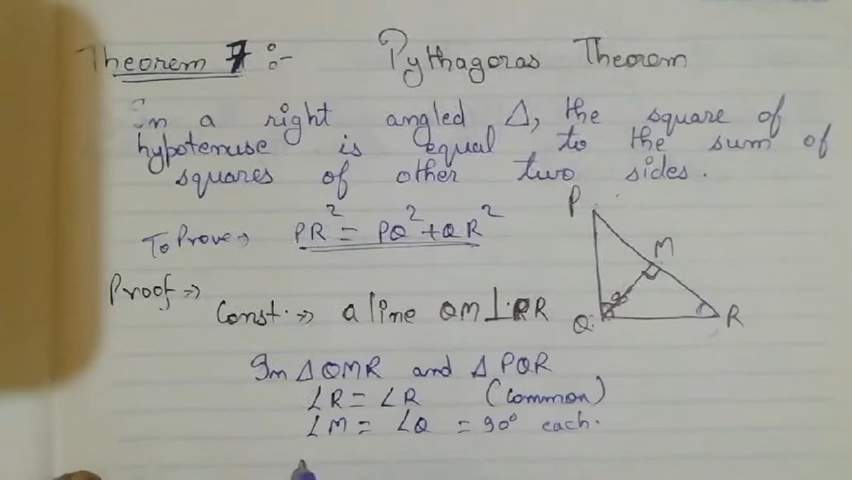 Theorem 7 :- Pythagoras Theorem
In a right angled Δ, the square of
hypotenuse is equal to the sum of
squares of other two sides.
To Prove → PR² = PQ² + QR²
P
M
Q
R
Proof ⇒
Const. ⇒ a line QM ⊥ PR
In Δ QMR and Δ PQR
∠R = ∠R (Common)
∠M = ∠Q = 90° each.